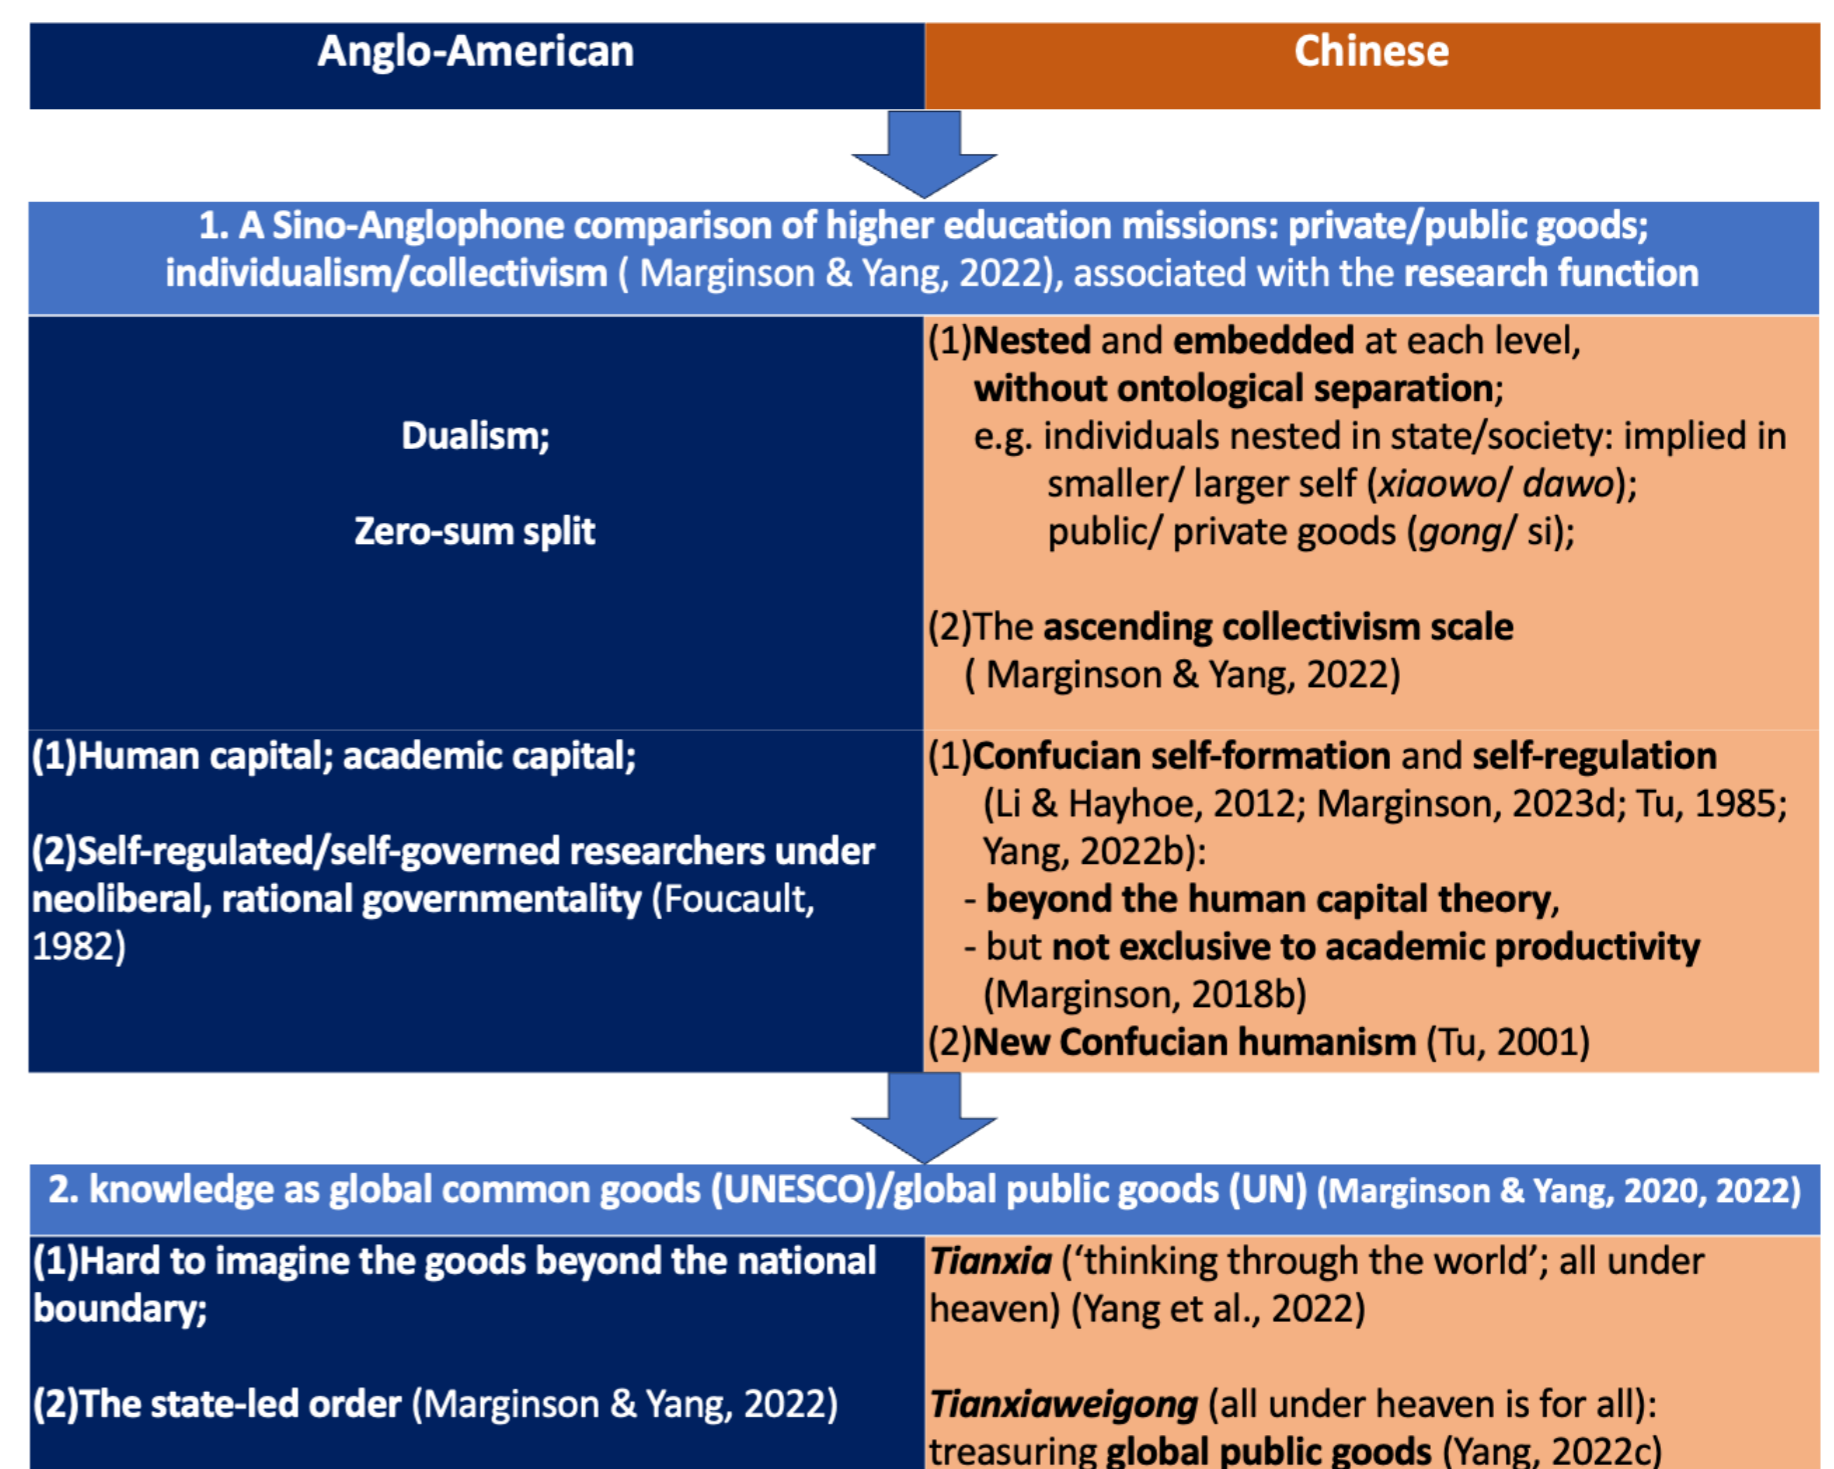 Anglo-American
Chinese
1. A Sino-Anglophone comparison of higher education missions: private/public goods;
individualism/collectivism ( Marginson & Yang, 2022), associated with the research function
Dualism;
Zero-sum split
(1)Nested and embedded at each level,
without ontological separation;
e.g. individuals nested in state/society: implied in
smaller/ larger self (xiaowo/ dawo);
public/ private goods (gong/ si);
(2)The ascending collectivism scale
( Marginson & Yang, 2022)
(1)Human capital; academic capital;
(2)Self-regulated/self-governed researchers under
neoliberal, rational governmentality (Foucault,
1982)
(1)Confucian self-formation and self-regulation
(Li & Hayhoe, 2012; Marginson, 2023d; Tu, 1985;
Yang, 2022b):
- beyond the human capital theory,
- but not exclusive to academic productivity
(Marginson, 2018b)
(2)New Confucian humanism (Tu, 2001)
2. knowledge as global common goods (UNESCO)/global public goods (UN) (Marginson & Yang, 2020, 2022)
(1)Hard to imagine the goods beyond the national
boundary;
(2)The state-led order (Marginson & Yang, 2022)
Tianxia (‘thinking through the world’; all under
heaven) (Yang et al., 2022)
Tianxiaweigong (all under heaven is for all):
treasuring global public goods (Yang, 2022c)